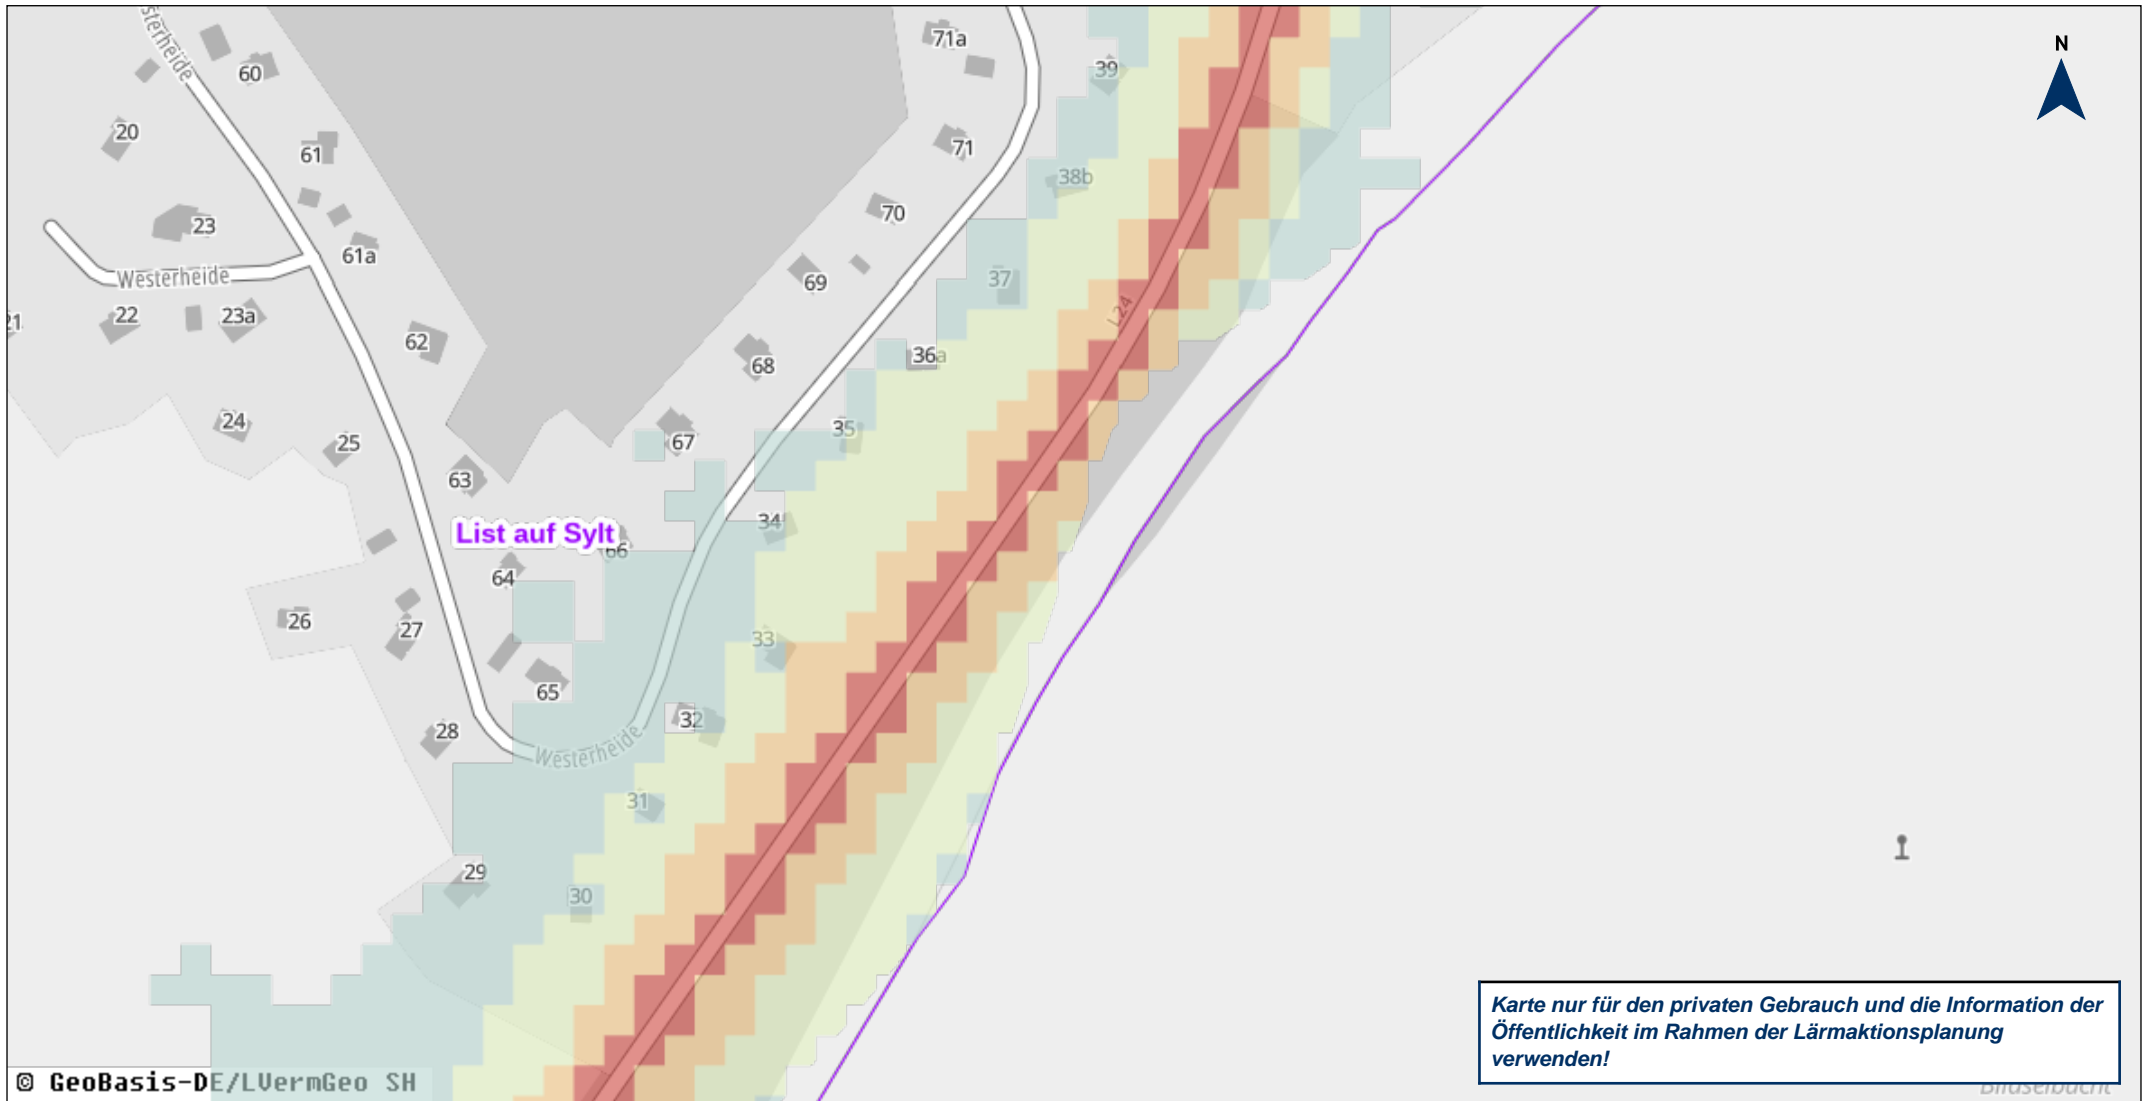 sterheide
71a
N
60
39
20
61
71
38b
70
23
61a
Westerheide
37
69
22
23a
21
L24
62
36a
68
24
35
25
67
63
34
List auf Sylt
66
64
26
27
33
65
32
28
Westerheide
31
29
30
Karte nur für den privaten Gebrauch und die Information der
Öffentlichkeit im Rahmen der Lärmaktionsplanung
verwenden!
© GeoBasis-DE/LVermGeo SH